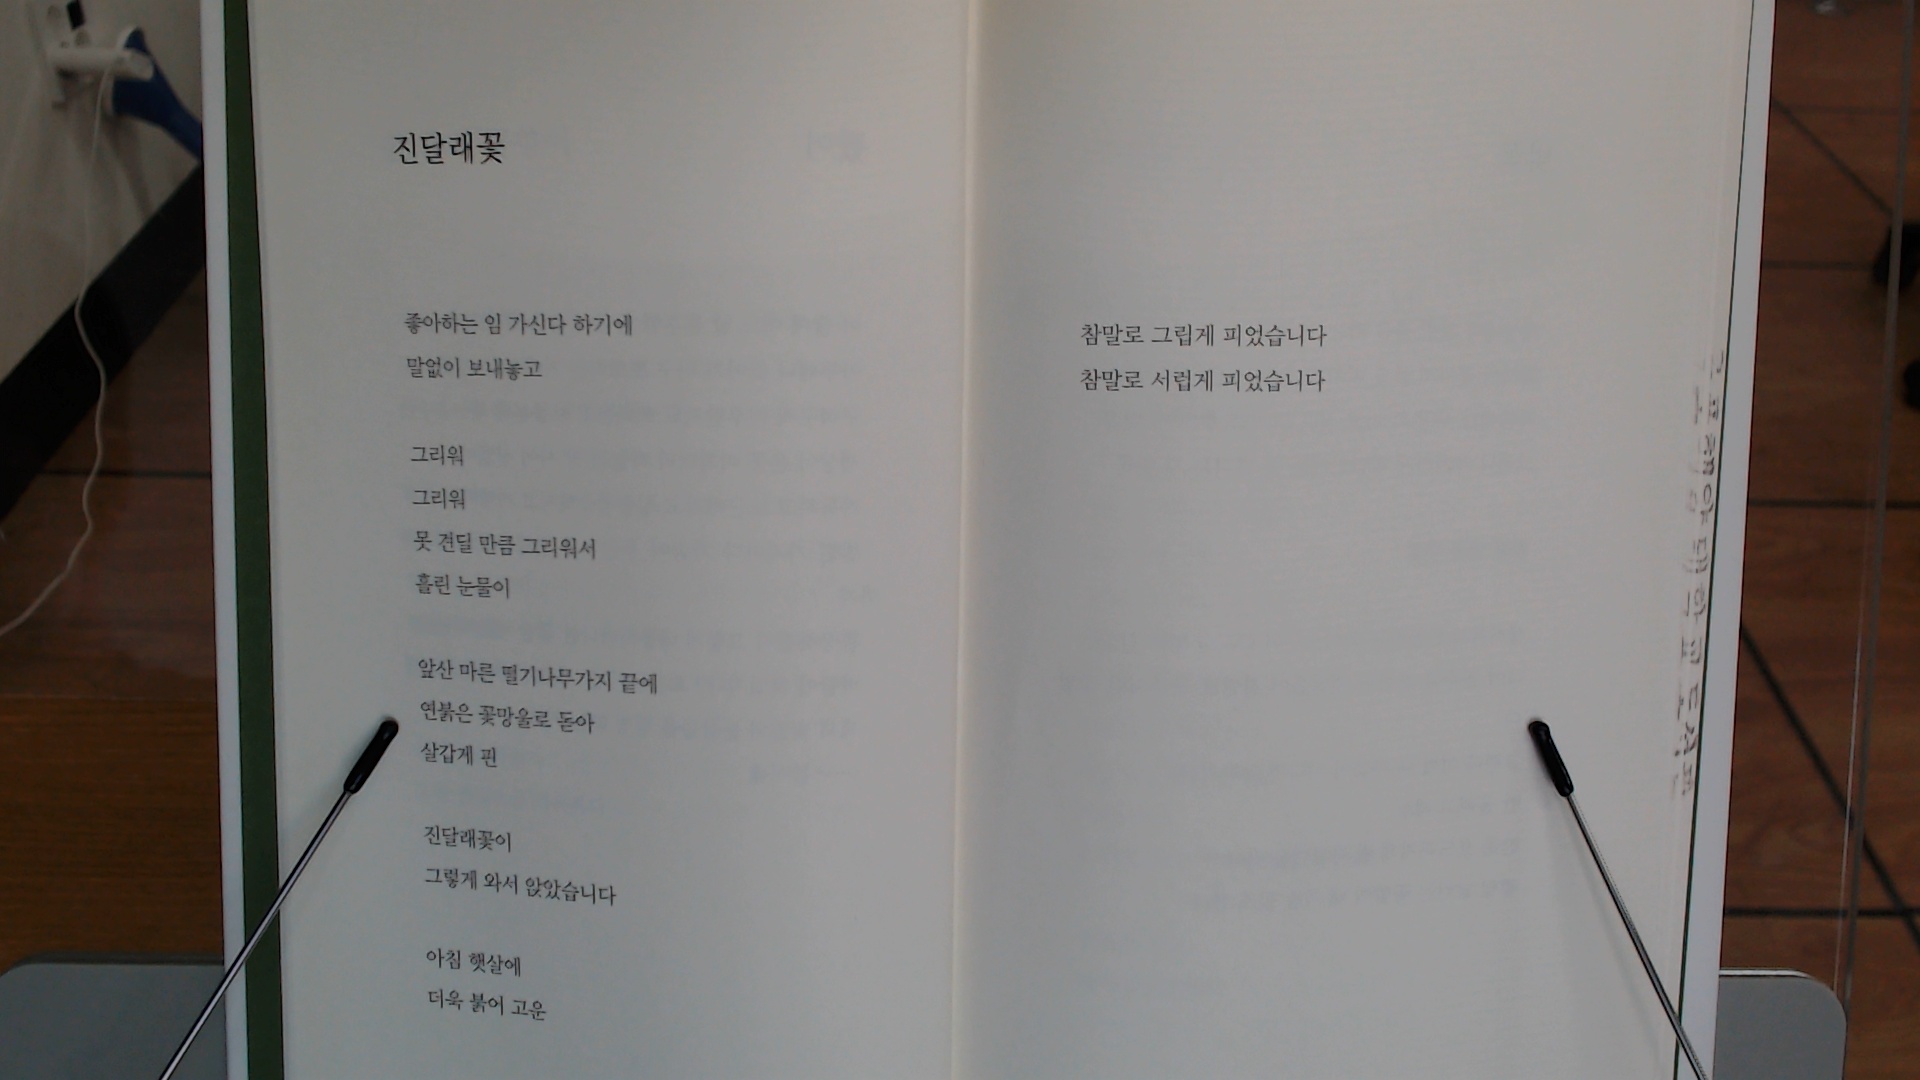 진달래꽃
좋아하는 임 가신다 하기에
말없이 보내놓고
그리워
그리워
못 견딜 만큼 그리워서
흘린 눈물이
앞산 마른 떨기나무가지 끝에
연붉은 꽃망울로 돋아
살갑게 핀
진달래꽃이
그렇게 와서 앉았습니다
아침 햇살에
더욱 붉어 고운
참말로 그립게 피었습니다
참말로 서럽게 피었습니다